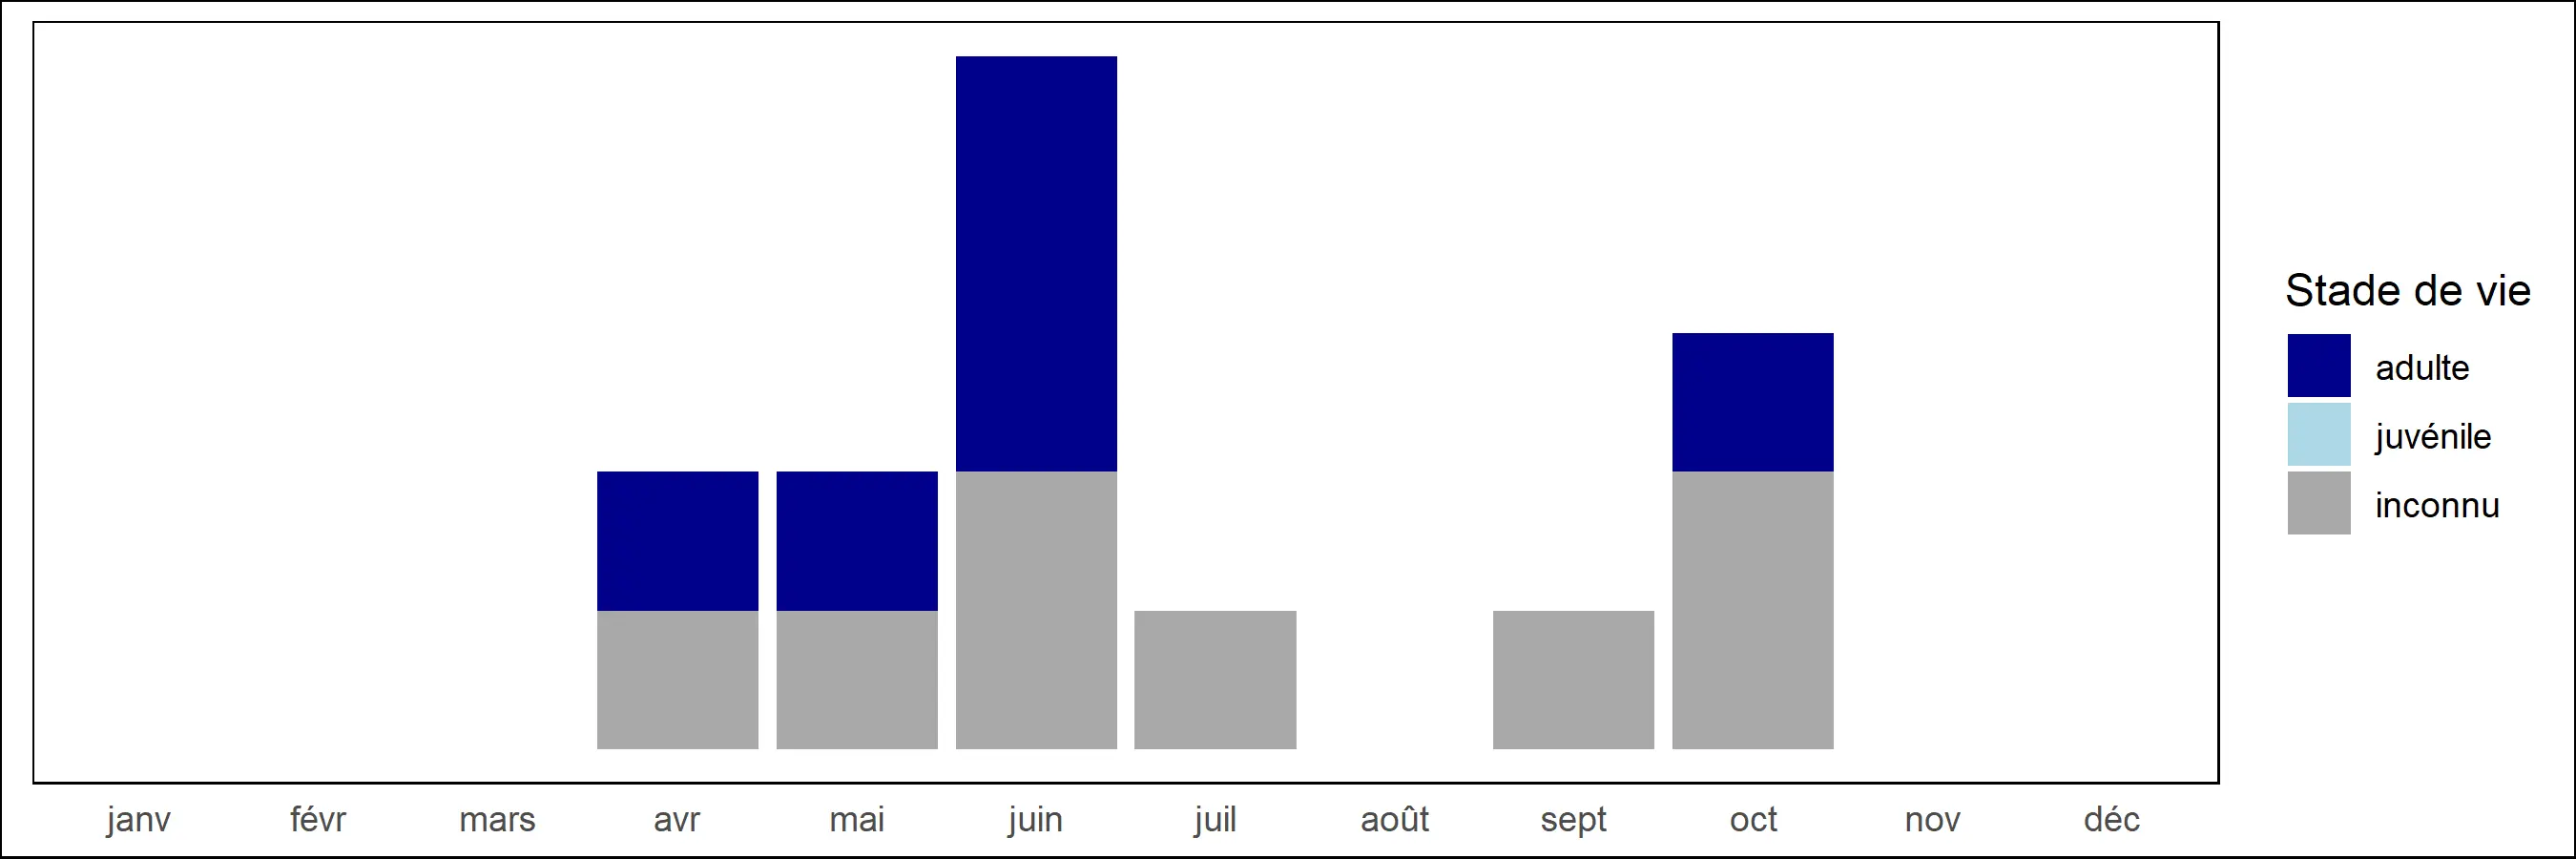 Stade de vie
adulte
juvénile
inconnu
janv févr mars avr mai juin juil août sept oct nov déc